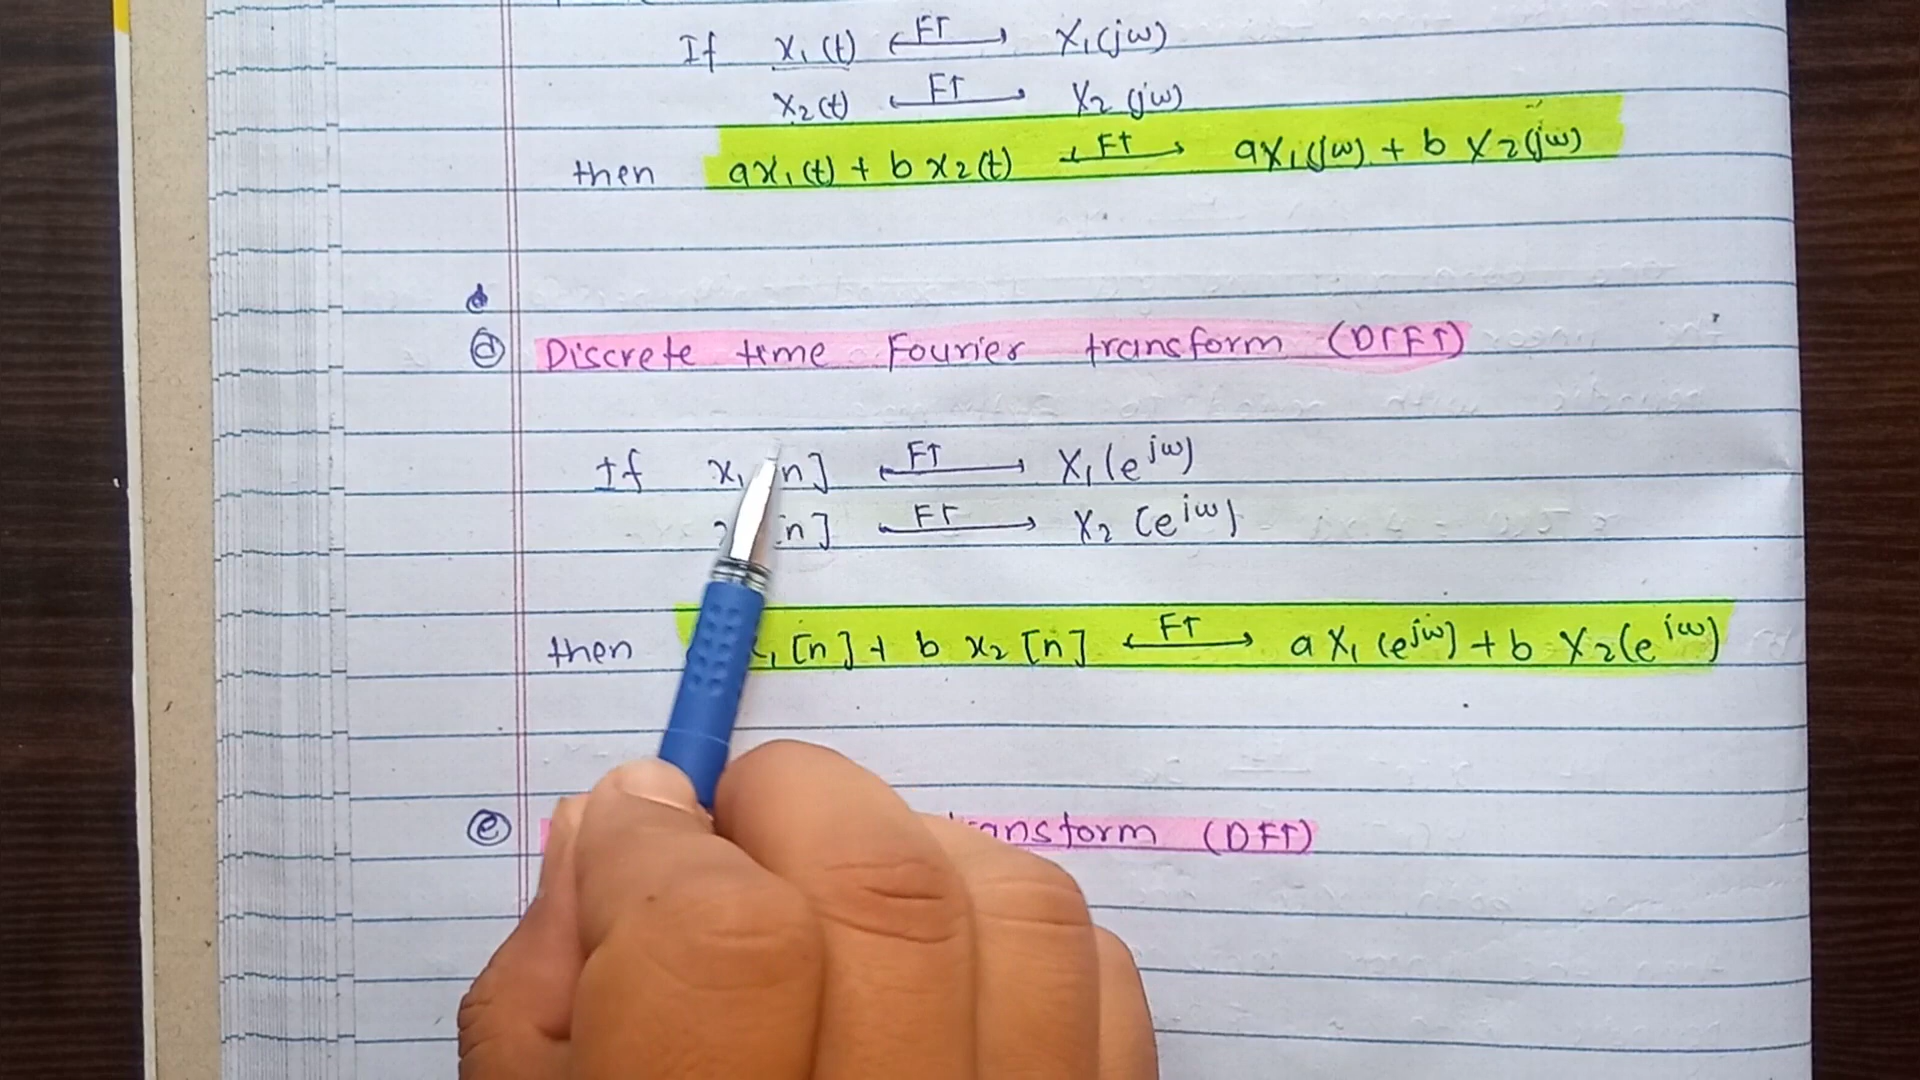 If x₁(t) ←FT→ X₁(jω)
x₂(t) ←FT→ X₂(jω)
then ax₁(t) + b x₂(t) ←FT→ aX₁(jω) + b X₂(jω)
d
ⓓ Discrete time Fourier transform (DTFT)
If x₁[n] ←FT→ X₁(e^jω)
[n] ←FT→ X₂(e^jω)
then x₁[n] + b x₂[n] ←FT→ a X₁(e^jω) + b X₂(e^jω)
ⓔ transform (DFT)